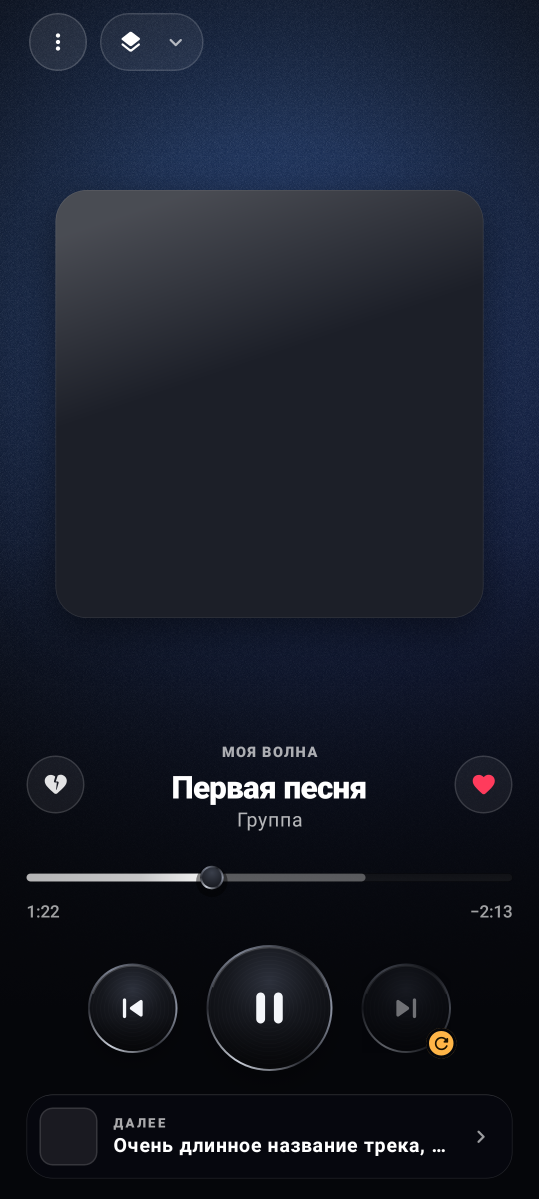 МОЯ ВОЛНА
Первая песня
Группа
1:22
−2:13
ДАЛЕЕ
Очень длинное название трека, …